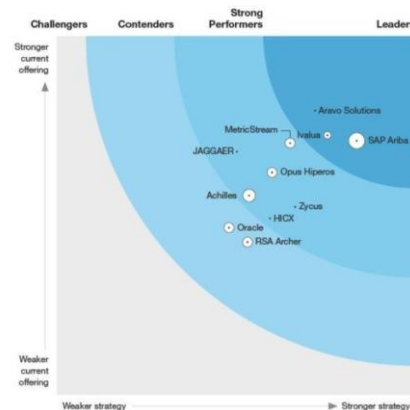 Challengers Contenders Strong Performers Leader
Stronger current offering
Aravo Solutions
MetricStream
Ivalua
SAP Ariba
JAGGAER
Opus Hiperos
Achilles
Zycus
HICX
Oracle
RSA Archer
Weaker current offering
Weaker strategy Stronger strategy